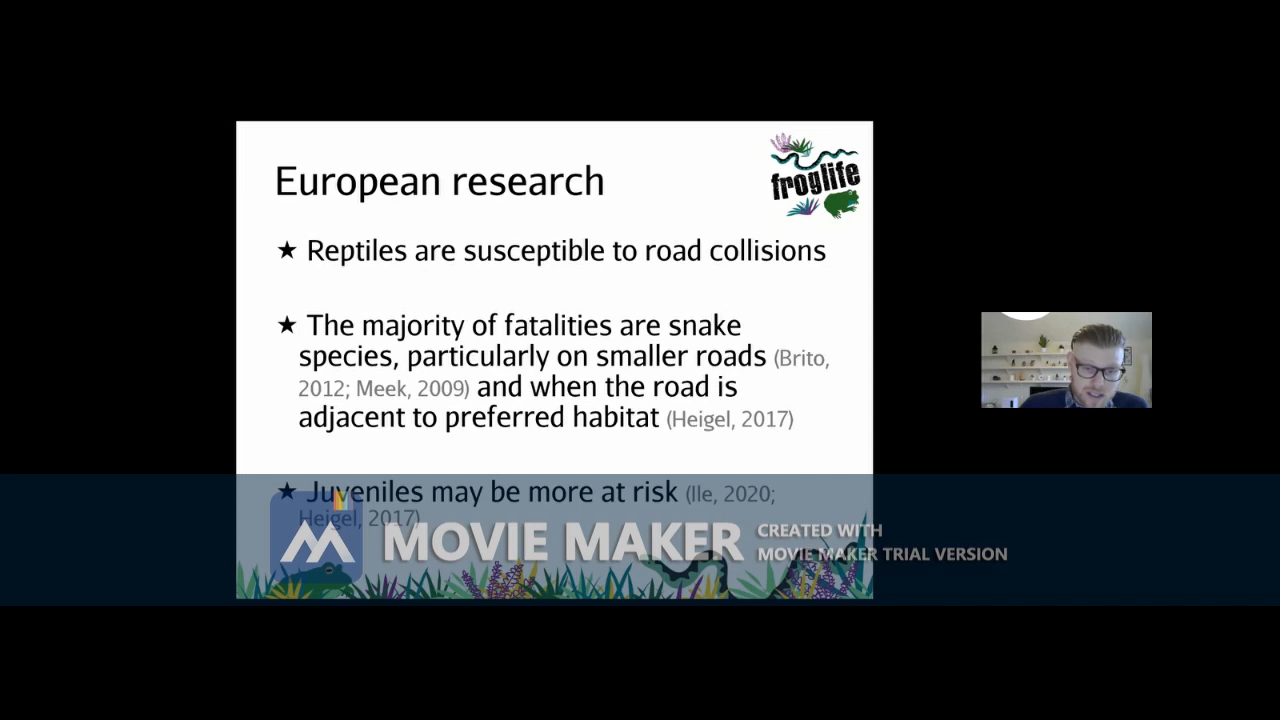 European research
froglife
★ Reptiles are susceptible to road collisions
★ The majority of fatalities are snake
species, particularly on smaller roads (Brito,
2012; Meek, 2009) and when the road is
adjacent to preferred habitat (Heigel, 2017)
★ Juveniles may be more at risk (Ile, 2020;
Heigel, 2017)
MOVIE MAKER
CREATED WITH
MOVIE MAKER TRIAL VERSION